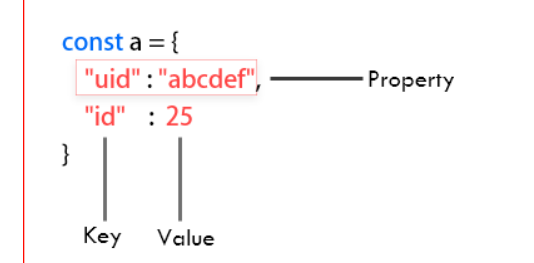 const a = {
"uid" : "abcdef", Property
"id" : 25
}
Key Value